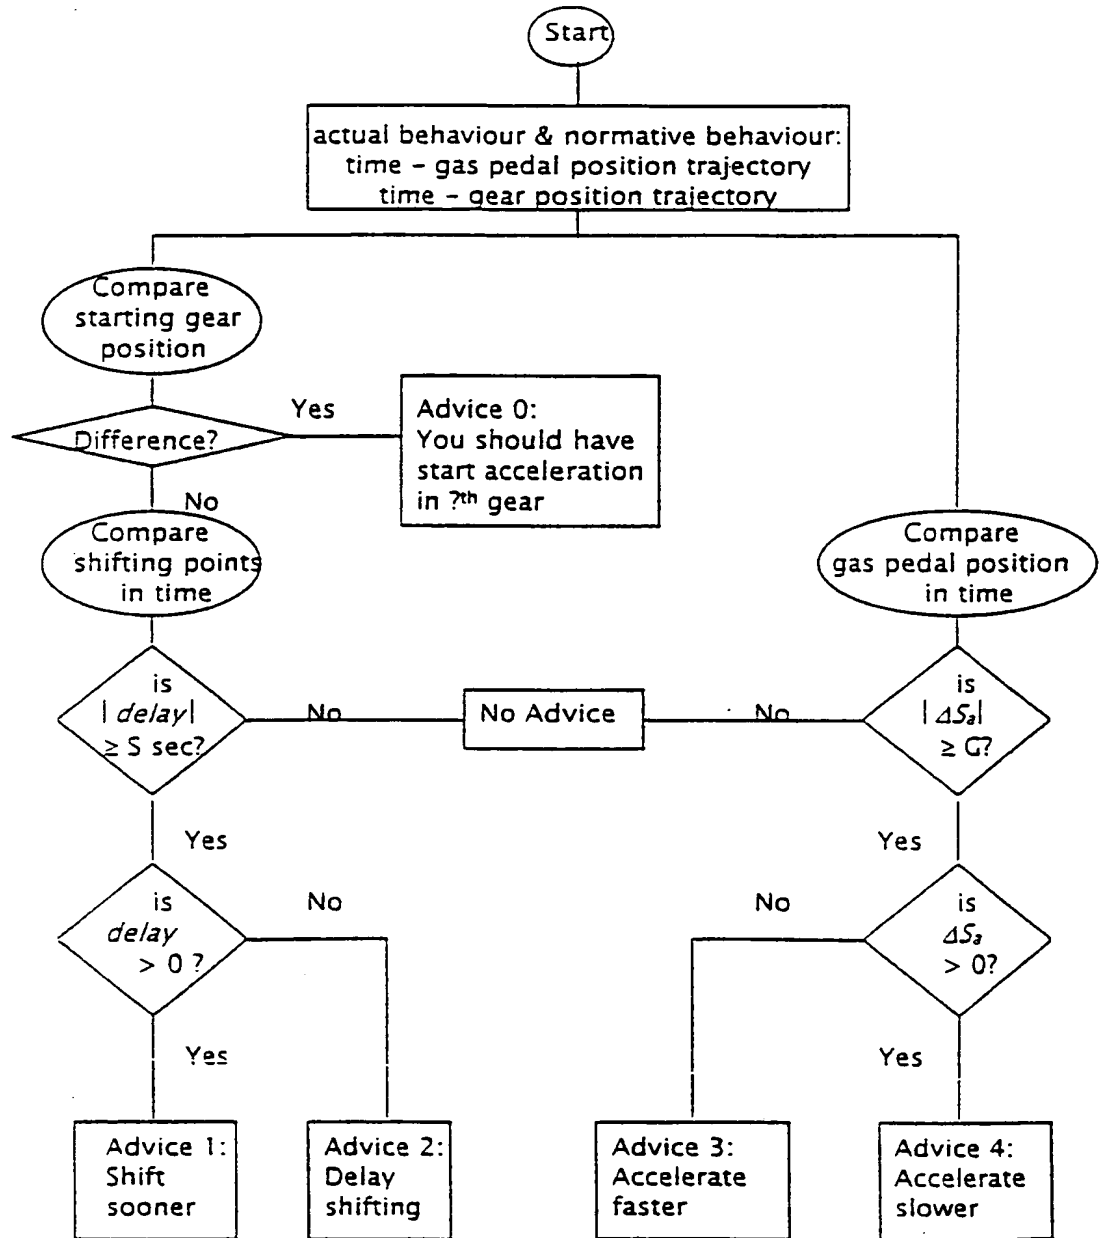 Start
actual behaviour & normative behaviour:
time – gas pedal position trajectory
time – gear position trajectory
Compare
starting gear
position
Difference?
Yes
Advice 0:
You should have
start acceleration
in ?th gear
No
Compare
shifting points
in time
Compare
gas pedal position
in time
is
|delay|
≥ S sec?
No
No Advice
No
is
|ΔSa|
≥ G?
Yes
Yes
is
delay
> 0 ?
No
No
is
ΔSa
> 0?
Yes
Yes
Advice 1:
Shift
sooner
Advice 2:
Delay
shifting
Advice 3:
Accelerate
faster
Advice 4:
Accelerate
slower